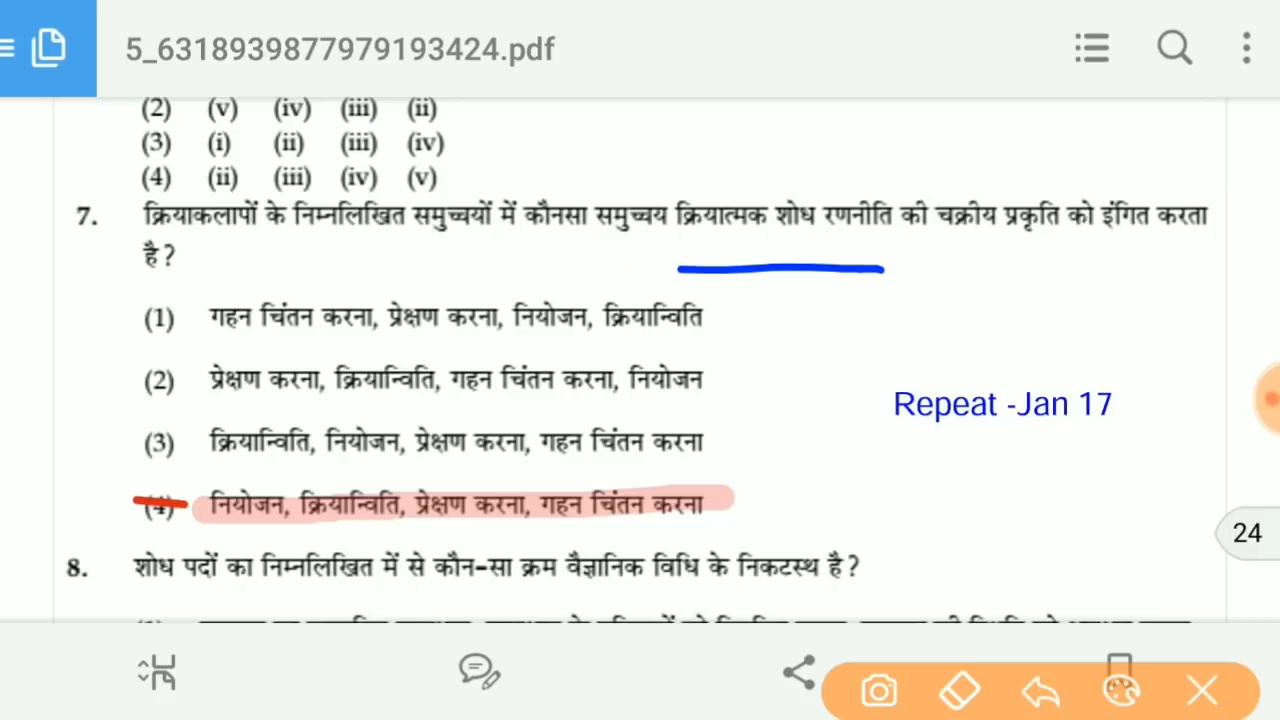 5_6318939877979193424.pdf
(2) (v) (iv) (iii) (ii)
(3) (i) (ii) (iii) (iv)
(4) (ii) (iii) (iv) (v)
7. क्रियाकलापों के निम्नलिखित समुच्चयों में कौनसा समुच्चय क्रियात्मक शोध रणनीति की चक्रीय प्रकृति को इंगित करता
है?
(1) गहन चिंतन करना, प्रेक्षण करना, नियोजन, क्रियान्विति
(2) प्रेक्षण करना, क्रियान्विति, गहन चिंतन करना, नियोजन
Repeat -Jan 17
(3) क्रियान्विति, नियोजन, प्रेक्षण करना, गहन चिंतन करना
(4) नियोजन, क्रियान्विति, प्रेक्षण करना, गहन चिंतन करना
24
8. शोध पदों का निम्नलिखित में से कौन-सा क्रम वैज्ञानिक विधि के निकटस्थ है?